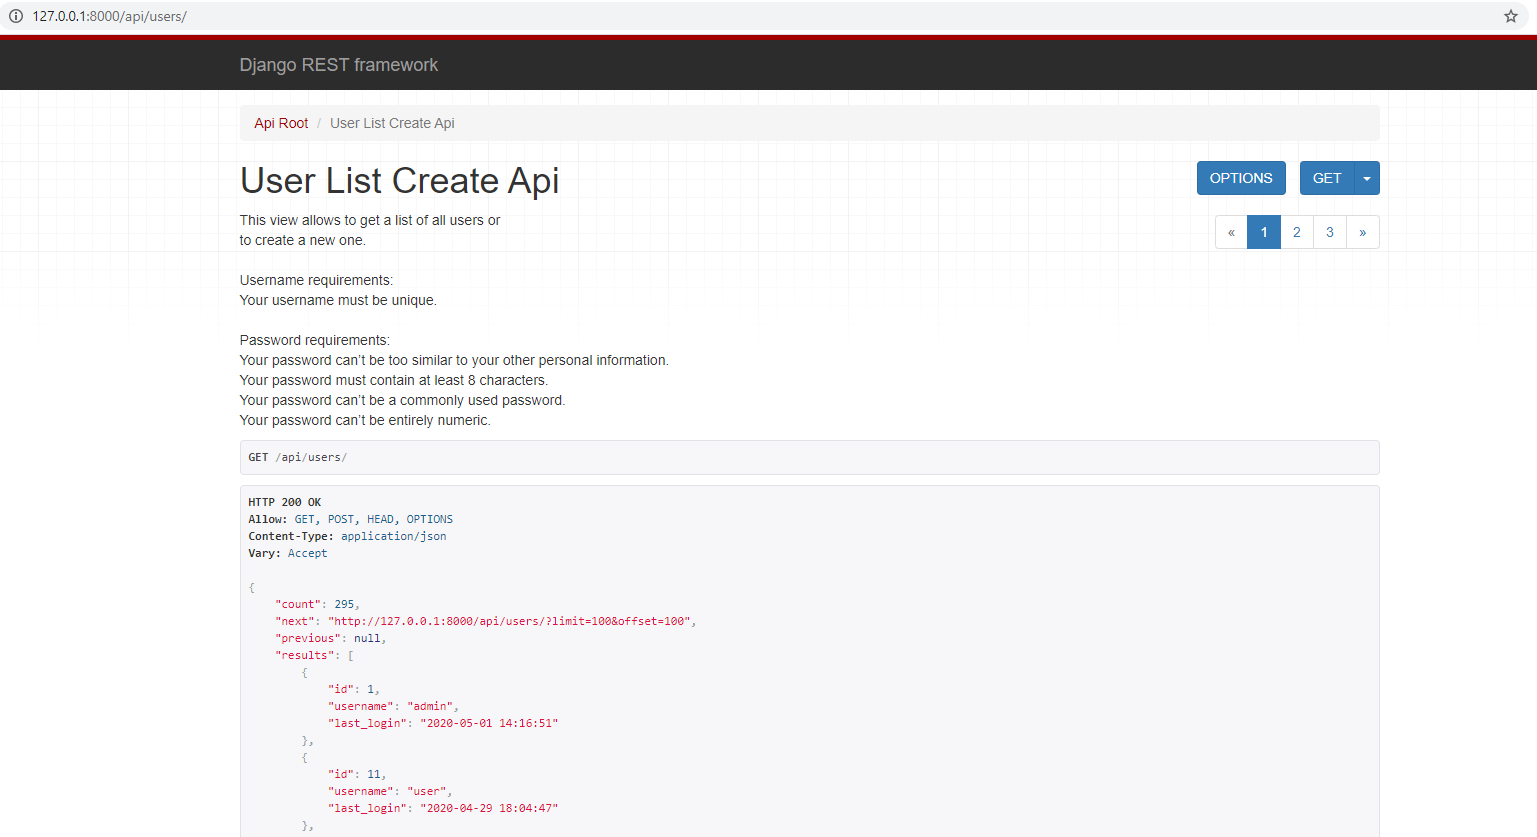 127.0.0.1:8000/api/users/
Django REST framework
Api Root / User List Create Api
User List Create Api
OPTIONS
GET
This view allows to get a list of all users or
to create a new one.
« 1 2 3 »
Username requirements:
Your username must be unique.
Password requirements:
Your password can’t be too similar to your other personal information.
Your password must contain at least 8 characters.
Your password can’t be a commonly used password.
Your password can’t be entirely numeric.
GET /api/users/
HTTP 200 OK
Allow: GET, POST, HEAD, OPTIONS
Content-Type: application/json
Vary: Accept
{
"count": 295,
"next": "http://127.0.0.1:8000/api/users/?limit=100&offset=100",
"previous": null,
"results": [
{
"id": 1,
"username": "admin",
"last_login": "2020-05-01 14:16:51"
},
{
"id": 11,
"username": "user",
"last_login": "2020-04-29 18:04:47"
},